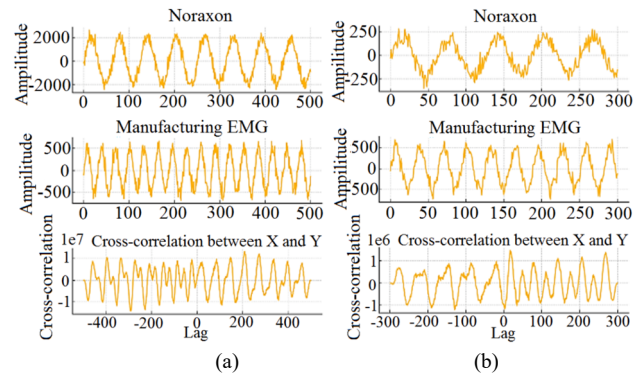 Noraxon
Ampilitude
2000
0
-2000
0 100 200 300 400 500
Manufacturing EMG
Amplitude
500
0
-500
0 100 200 300 400 500
Cross-correlation
1e7 Cross-correlation between X and Y
1
0
-1
-400 -200 0 200 400
Lag
(a)
Noraxon
Ampilitude
250
0
-250
0 50 100 150 200 250 300
Manufacturing EMG
Amplitude
500
0
500
0 50 100 150 200 250 300
Cross-correlation
1e6 Cross-correlation between X and Y
1
0
-1
-300 -200 -100 0 100 200 300
Lag
(b)